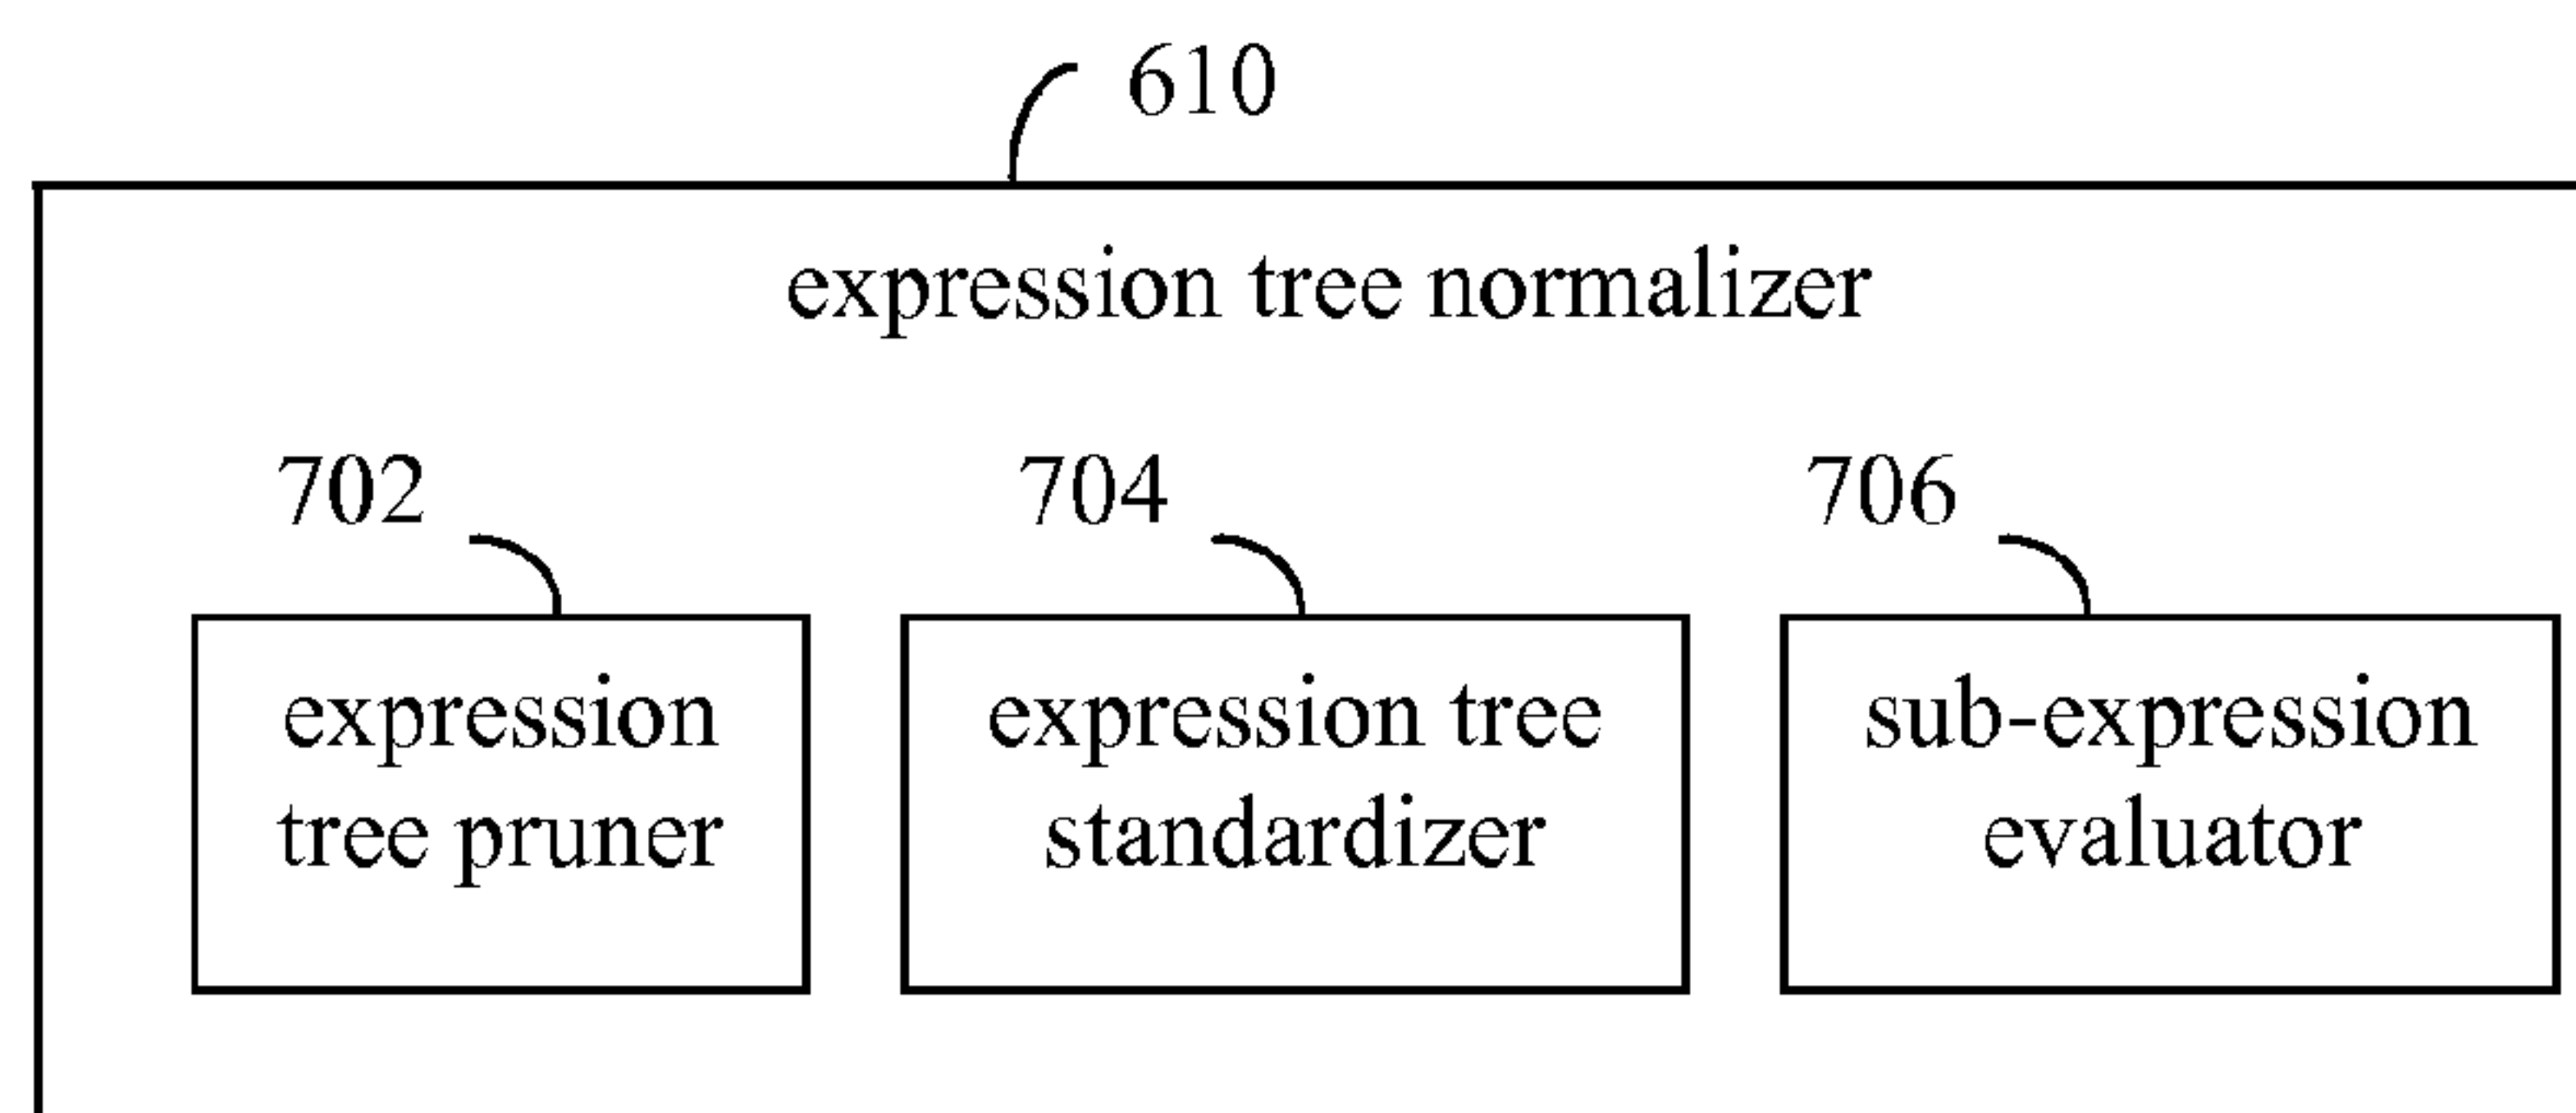 610
expression tree normalizer
702
704
706
expression
tree pruner
expression tree
standardizer
sub-expression
evaluator